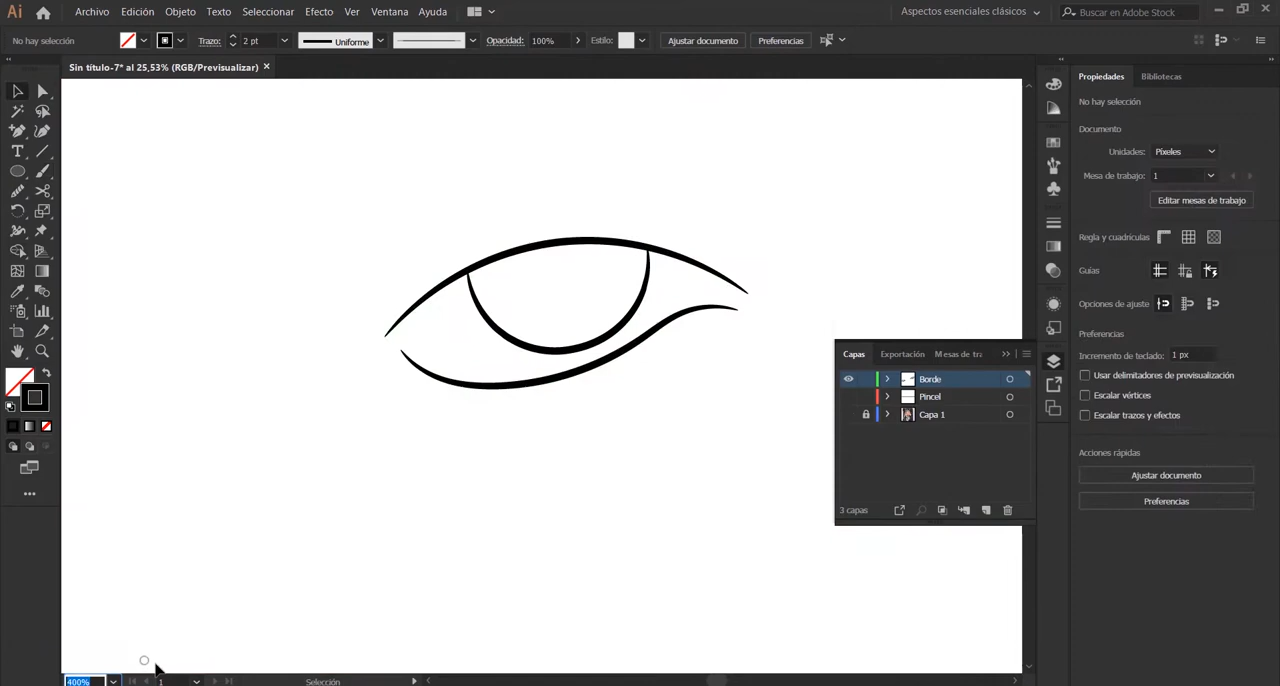 Ai Archivo Edición Objeto Texto Seleccionar Efecto Ver Ventana Ayuda Aspectos esenciales clásicos Buscar en Adobe Stock
No hay selección Trazo: 2 pt Uniforme Opacidad: 100% Estilo: Ajustar documento Preferencias
Sin título-7* al 25,53% (RGB/Previsualizar) ×
Propiedades Bibliotecas
No hay selección
Documento
Unidades: Píxeles
Mesa de trabajo: 1
Editar mesas de trabajo
Regla y cuadrículas
Guías
Opciones de ajuste
Preferencias
Incremento de teclado: 1 px
Usar delimitadores de previsualización
Escalar vértices
Escalar trazos y efectos
Acciones rápidas
Ajustar documento
Preferencias
Capas Exportación Mesas de tra
Borde
Pincel
Capa 1
3 capas
400% 1 Selección